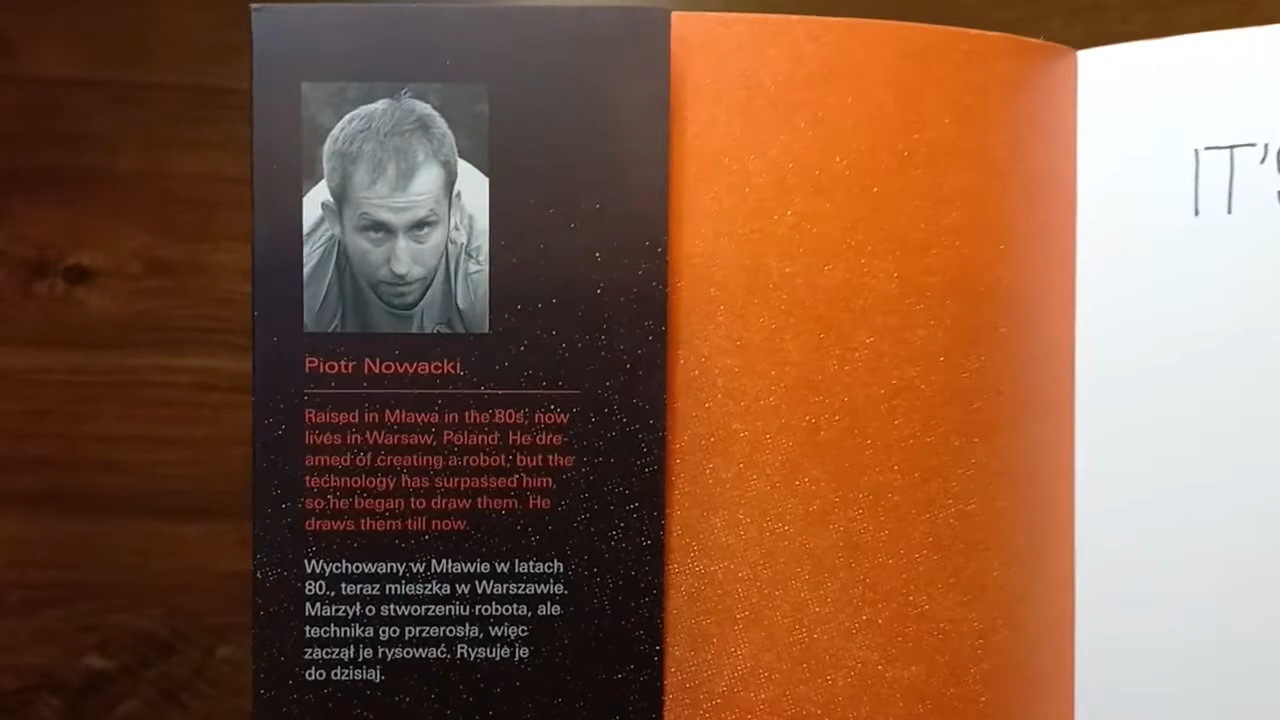 Piotr Nowacki
Raised in Mława in the 80s, now
lives in Warsaw, Poland. He dre-
amed of creating a robot, but the
technology has surpassed him,
so he began to draw them. He
draws them till now.
Wychowany w Mławie w latach
80., teraz mieszka w Warszawie.
Marzył o stworzeniu robota, ale
technika go przerosła, więc
zaczął je rysować. Rysuje je
do dzisiaj.
IT'S